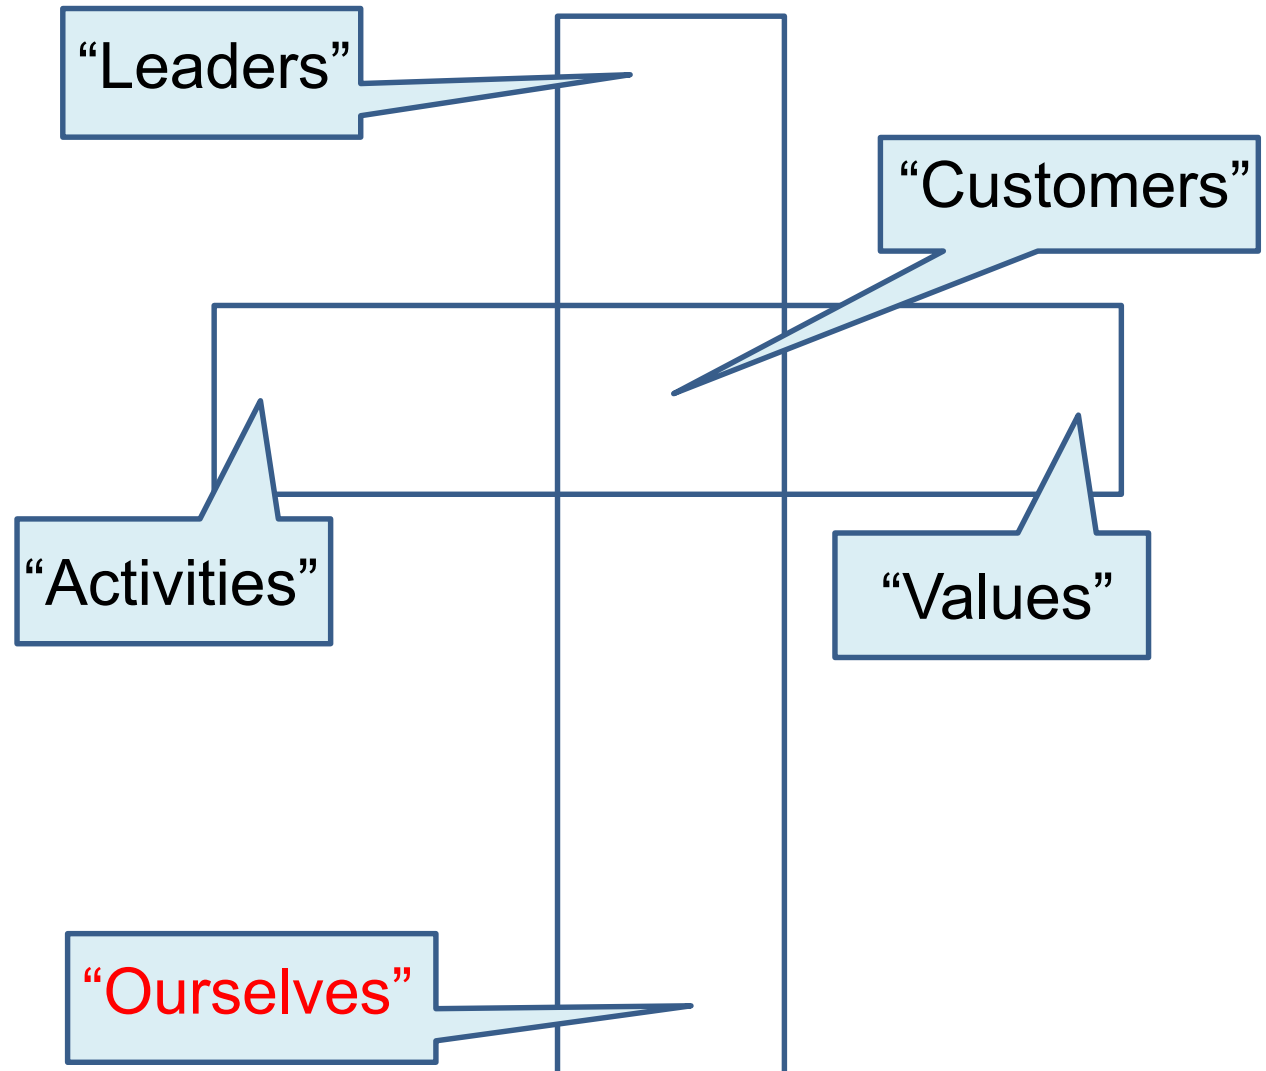 “Leaders”
“Customers”
“Activities”
“Values”
“Ourselves”